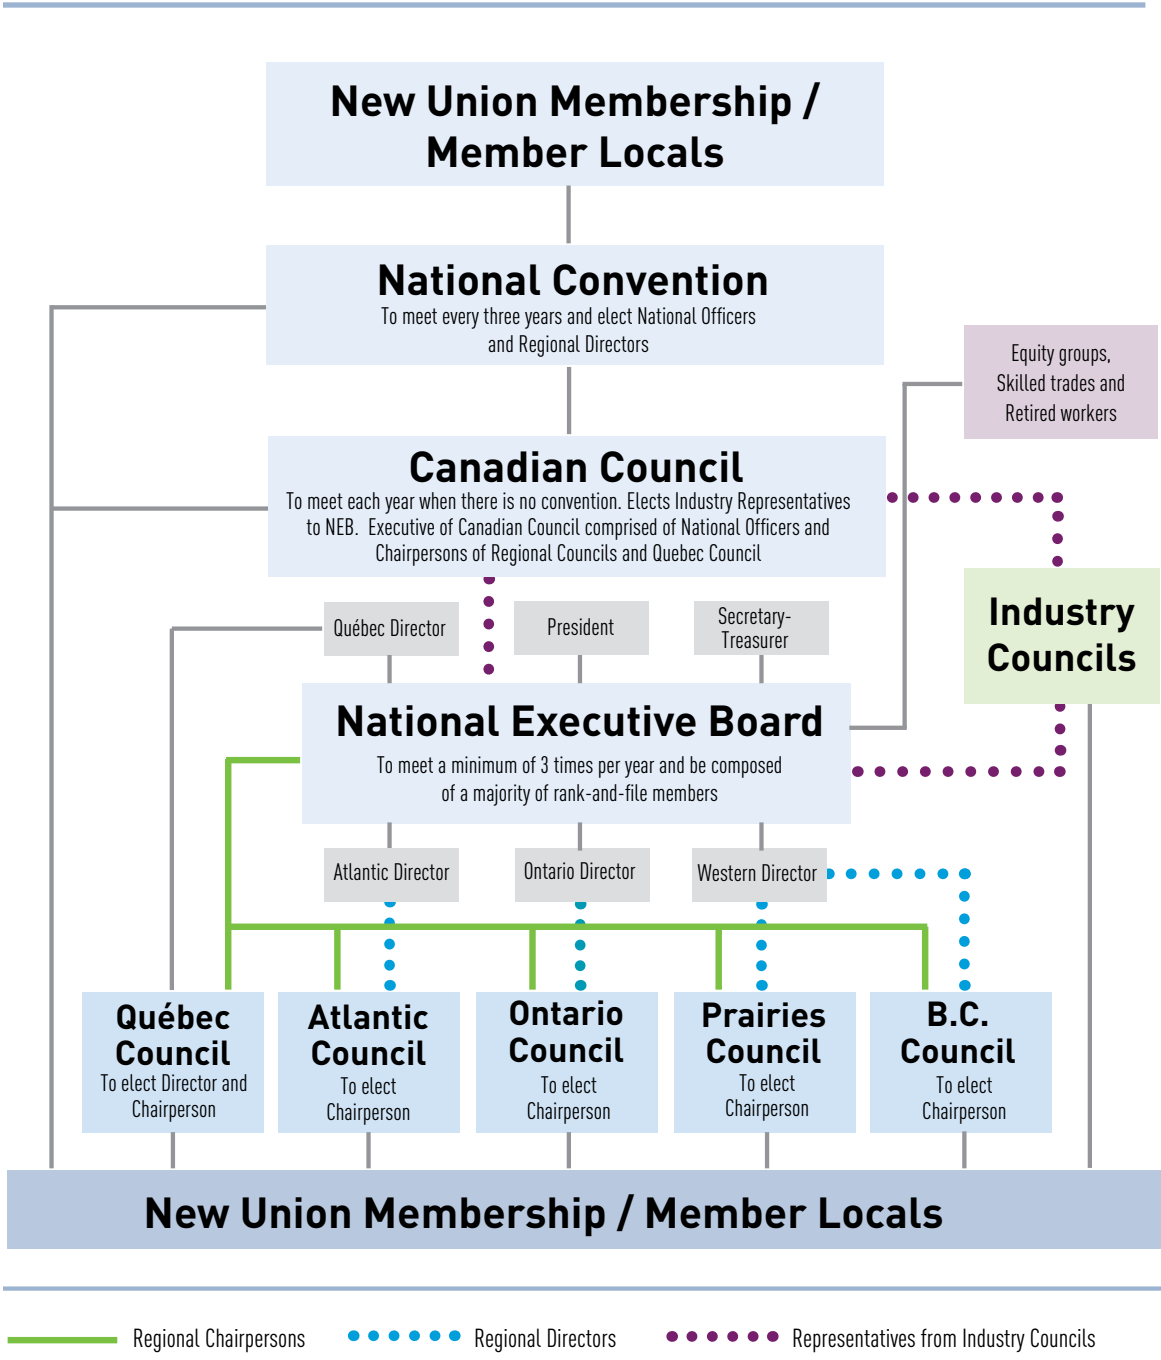 New Union Membership /
Member Locals
National Convention
To meet every three years and elect National Officers
and Regional Directors
Equity groups,
Skilled trades and
Retired workers
Canadian Council
To meet each year when there is no convention. Elects Industry Representatives
to NEB. Executive of Canadian Council comprised of National Officers and
Chairpersons of Regional Councils and Quebec Council
Industry
Councils
Québec Director
President
Secretary-
Treasurer
National Executive Board
To meet a minimum of 3 times per year and be composed
of a majority of rank-and-file members
Atlantic Director
Ontario Director
Western Director
Québec
Council
To elect Director and
Chairperson
Atlantic
Council
To elect
Chairperson
Ontario
Council
To elect
Chairperson
Prairies
Council
To elect
Chairperson
B.C.
Council
To elect
Chairperson
New Union Membership / Member Locals
Regional Chairpersons
Regional Directors
Representatives from Industry Councils